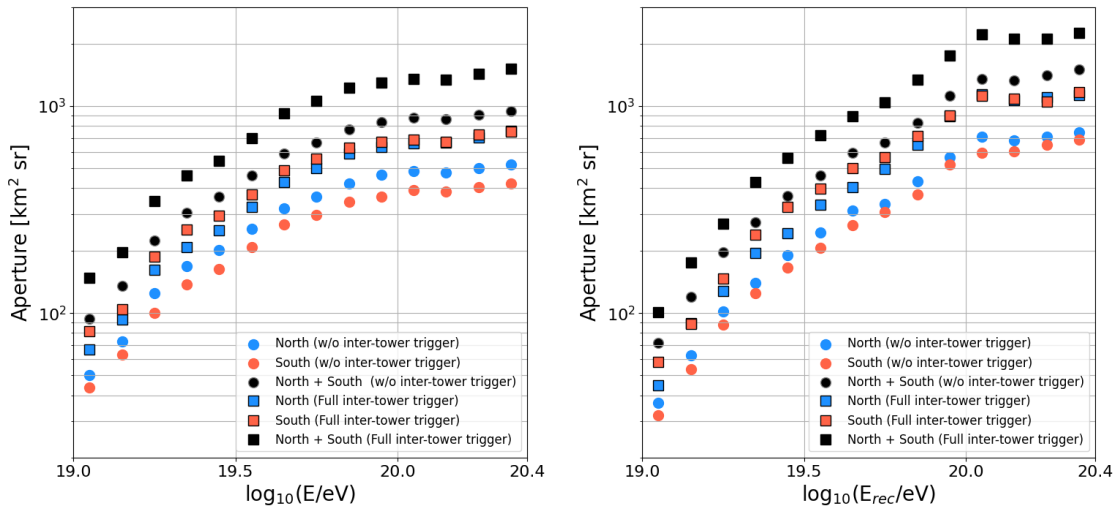 Aperture [km² sr]
10³
10²
North (w/o inter-tower trigger)
South (w/o inter-tower trigger)
North + South  (w/o inter-tower trigger)
North (Full inter-tower trigger)
South (Full inter-tower trigger)
North + South (Full inter-tower trigger)
19.0 19.5 20.0 20.4
log₁₀(E/eV)
Aperture [km² sr]
10³
10²
North (w/o inter-tower trigger)
South (w/o inter-tower trigger)
North + South (w/o inter-tower trigger)
North (Full inter-tower trigger)
South (Full inter-tower trigger)
North + South (Full inter-tower trigger)
19.0 19.5 20.0 20.4
log₁₀(E_rec/eV)